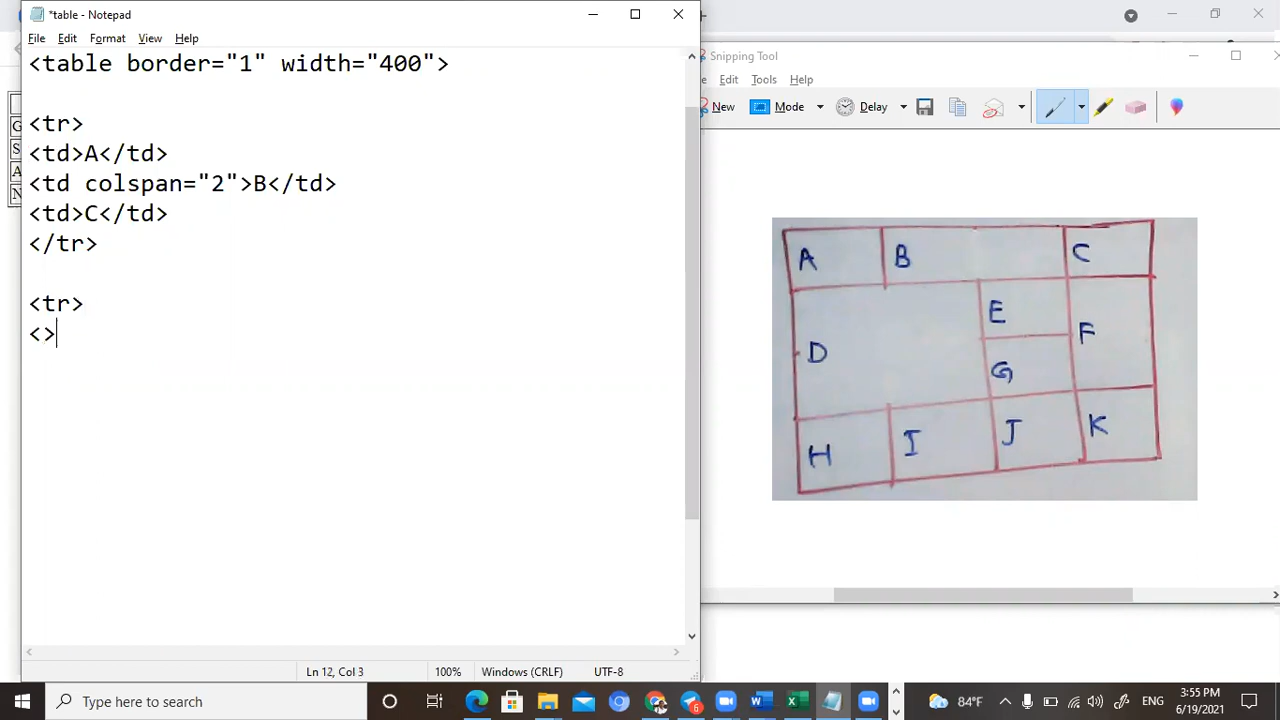 *table - Notepad
File Edit Format View Help
<table border="1" width="400">
<tr>
<td>A</td>
<td colspan="2">B</td>
<td>C</td>
</tr>
<tr>
<>
Ln 12, Col 3 100% Windows (CRLF) UTF-8
G
S
A
N
Snipping Tool
Edit Tools Help
New Mode Delay
A B C
E
D F
G
H I J K
Type here to search
6
84°F
ENG
3:55 PM
6/19/2021